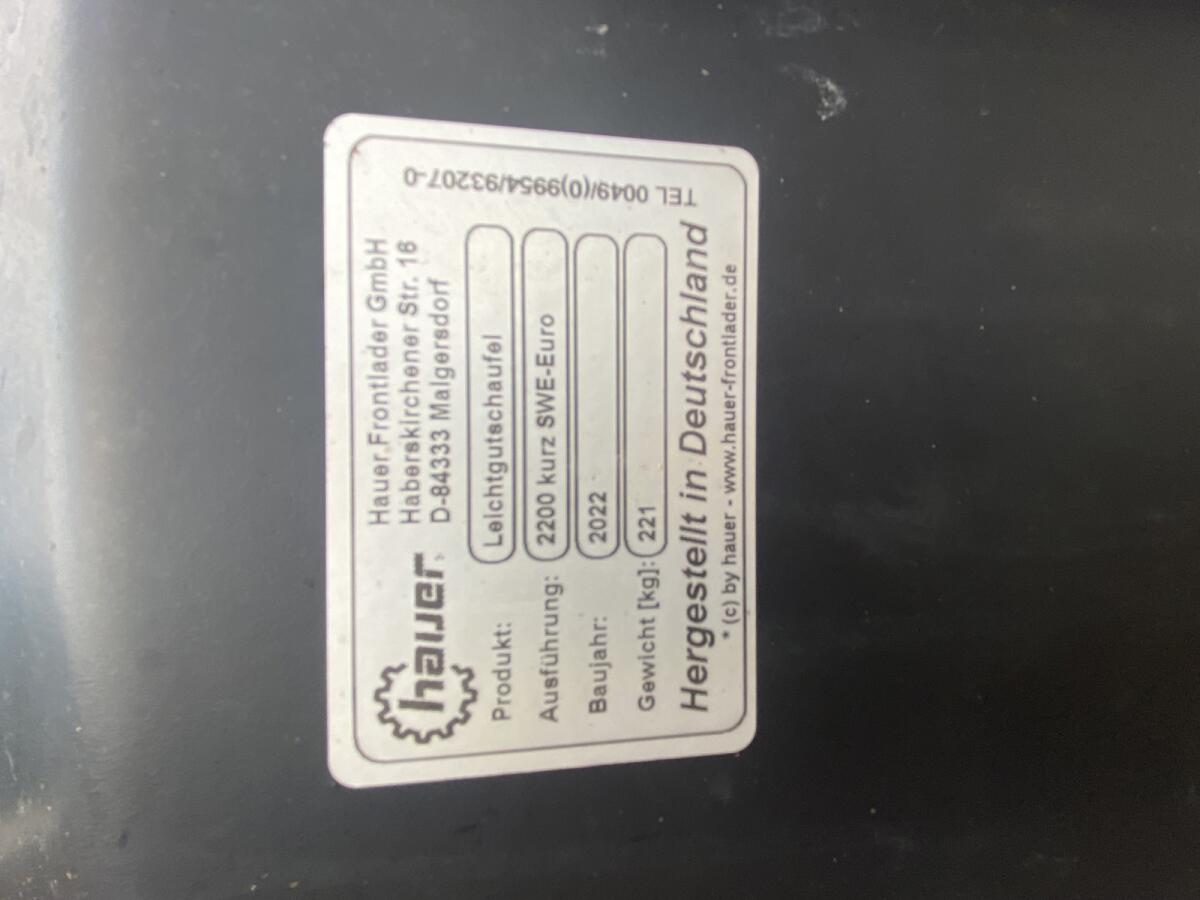 hauer
Hauer Frontlader GmbH
Haberskirchener Str. 16
D-84333 Malgersdorf
Produkt: Leichtgutschaufel
Ausführung: 2200 kurz SWE-Euro
Baujahr: 2022
Gewicht [kg]: 221
Hergestellt in Deutschland
* (c) by hauer - www.hauer-frontlader.de
TEL 0049/(0)9954/93207-0